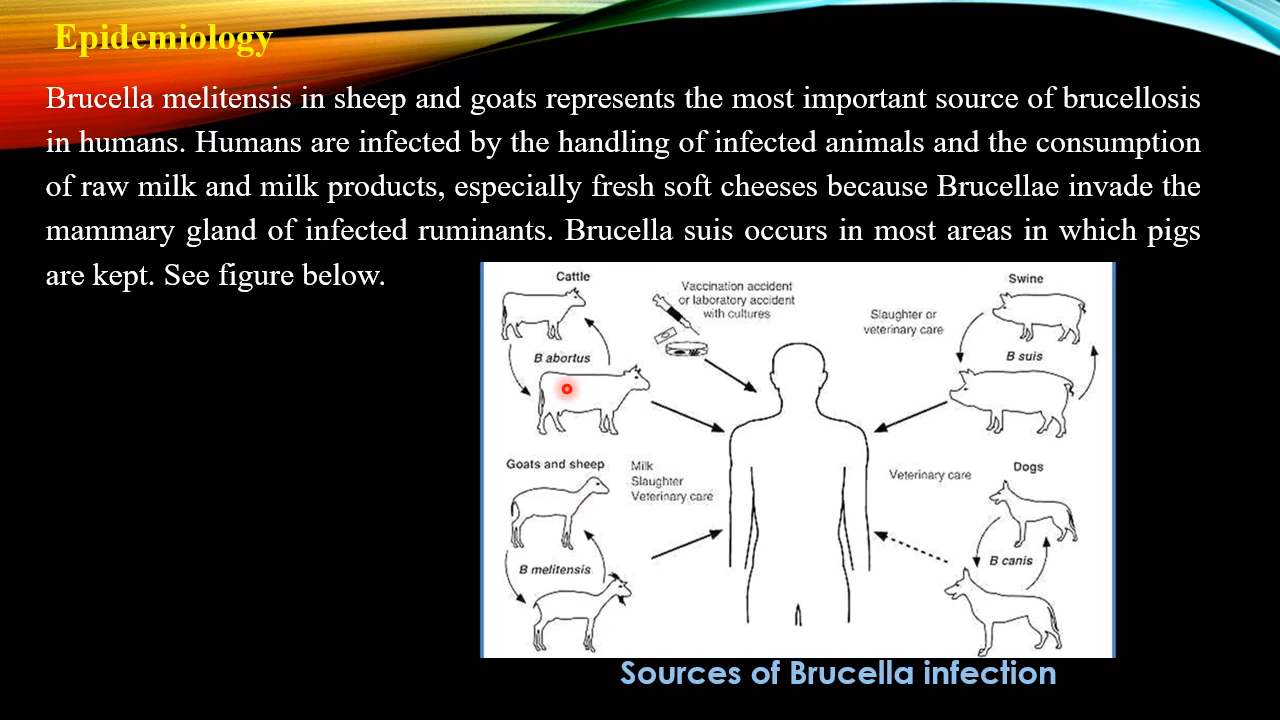 Epidemiology
Brucella melitensis in sheep and goats represents the most important source of brucellosis
in humans. Humans are infected by the handling of infected animals and the consumption
of raw milk and milk products, especially fresh soft cheeses because Brucellae invade the
mammary gland of infected ruminants. Brucella suis occurs in most areas in which pigs
are kept. See figure below.
Cattle
B abortus
Vaccination accident
or laboratory accident
with cultures
Slaughter or
veterinary care
Swine
B suis
Goats and sheep
B melitensis
Milk
Slaughter
Veterinary care
Veterinary care
Dogs
B canis
Sources of Brucella infection